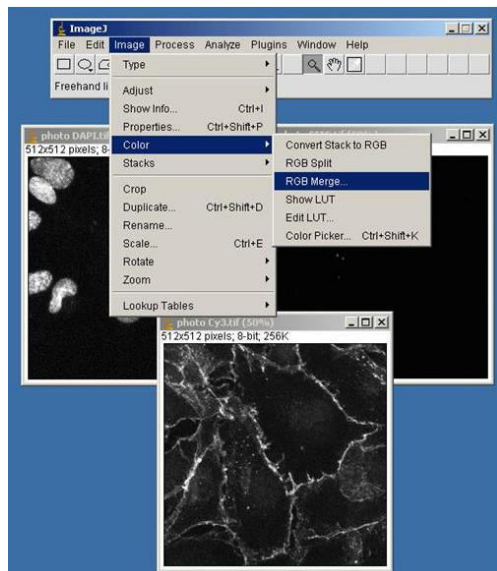 ImageJ
File Edit Image Process Analyze Plugins Window Help
Freehand li
Type
Adjust
Show Info... Ctrl+I
Properties... Ctrl+Shift+P
Color
Stacks
Crop
Duplicate... Ctrl+Shift+D
Rename...
Scale... Ctrl+E
Rotate
Zoom
Lookup Tables
Convert Stack to RGB
RGB Split
RGB Merge...
Show LUT
Edit LUT...
Color Picker... Ctrl+Shift+K
photo DAPI.tif
512x512 pixels; 8-
photo Cy3.tif (50%)
512x512 pixels; 8-bit; 256K